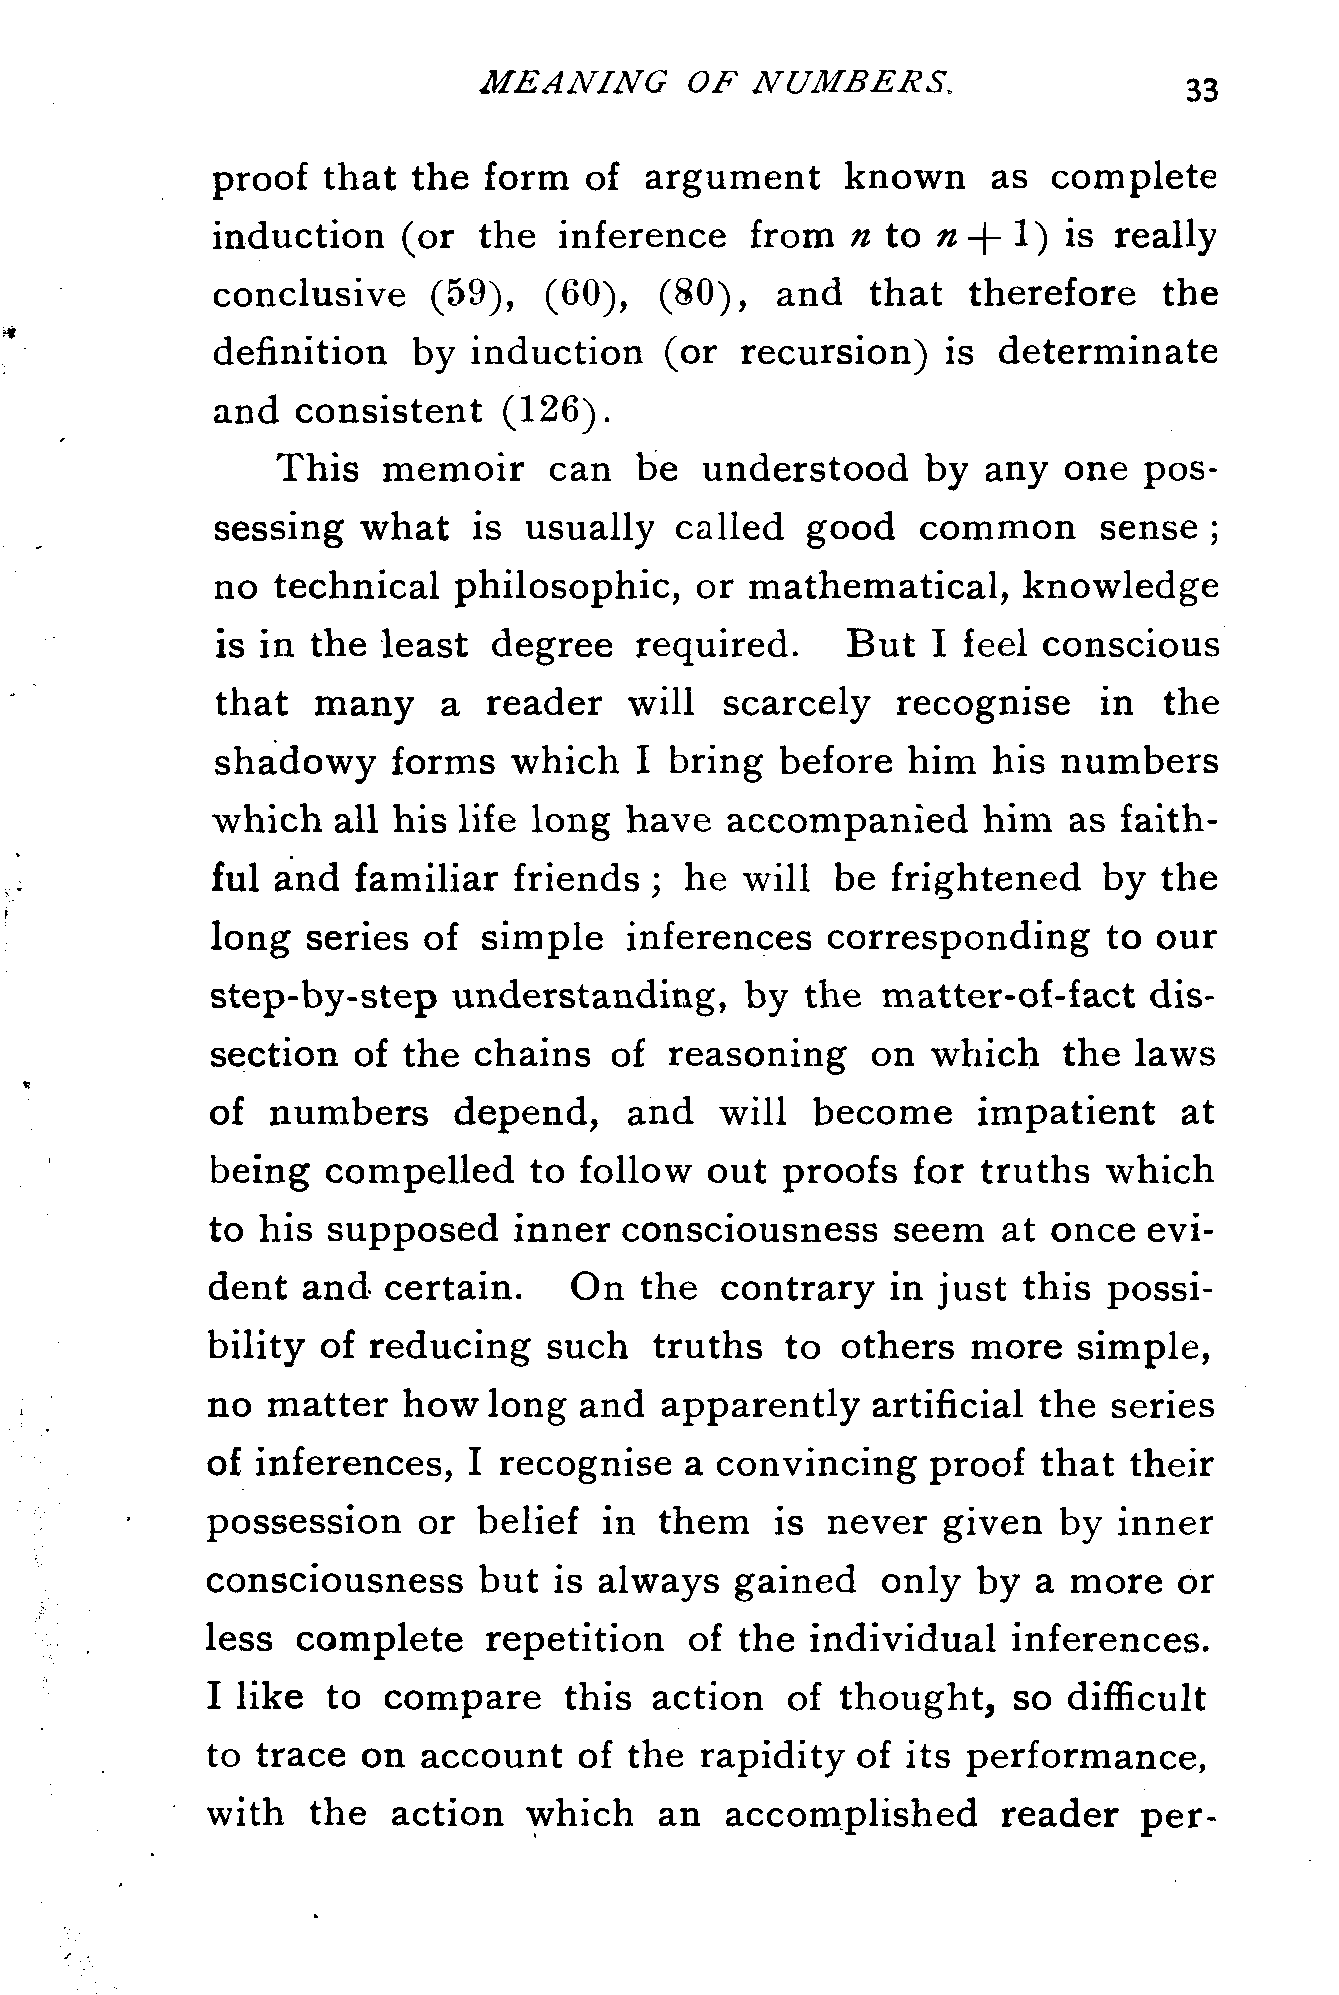 MEANING OF NUMBERS. 33
proof that the form of argument known as complete
induction (or the inference from n to n + 1) is really
conclusive (59), (60), (80), and that therefore the
definition by induction (or recursion) is determinate
and consistent (126).
This memoir can be understood by any one pos-
sessing what is usually called good common sense ;
no technical philosophic, or mathematical, knowledge
is in the least degree required. But I feel conscious
that many a reader will scarcely recognise in the
shadowy forms which I bring before him his numbers
which all his life long have accompanied him as faith-
ful and familiar friends ; he will be frightened by the
long series of simple inferences corresponding to our
step-by-step understanding, by the matter-of-fact dis-
section of the chains of reasoning on which the laws
of numbers depend, and will become impatient at
being compelled to follow out proofs for truths which
to his supposed inner consciousness seem at once evi-
dent and certain. On the contrary in just this possi-
bility of reducing such truths to others more simple,
no matter how long and apparently artificial the series
of inferences, I recognise a convincing proof that their
possession or belief in them is never given by inner
consciousness but is always gained only by a more or
less complete repetition of the individual inferences.
I like to compare this action of thought, so difficult
to trace on account of the rapidity of its performance,
with the action which an accomplished reader per-